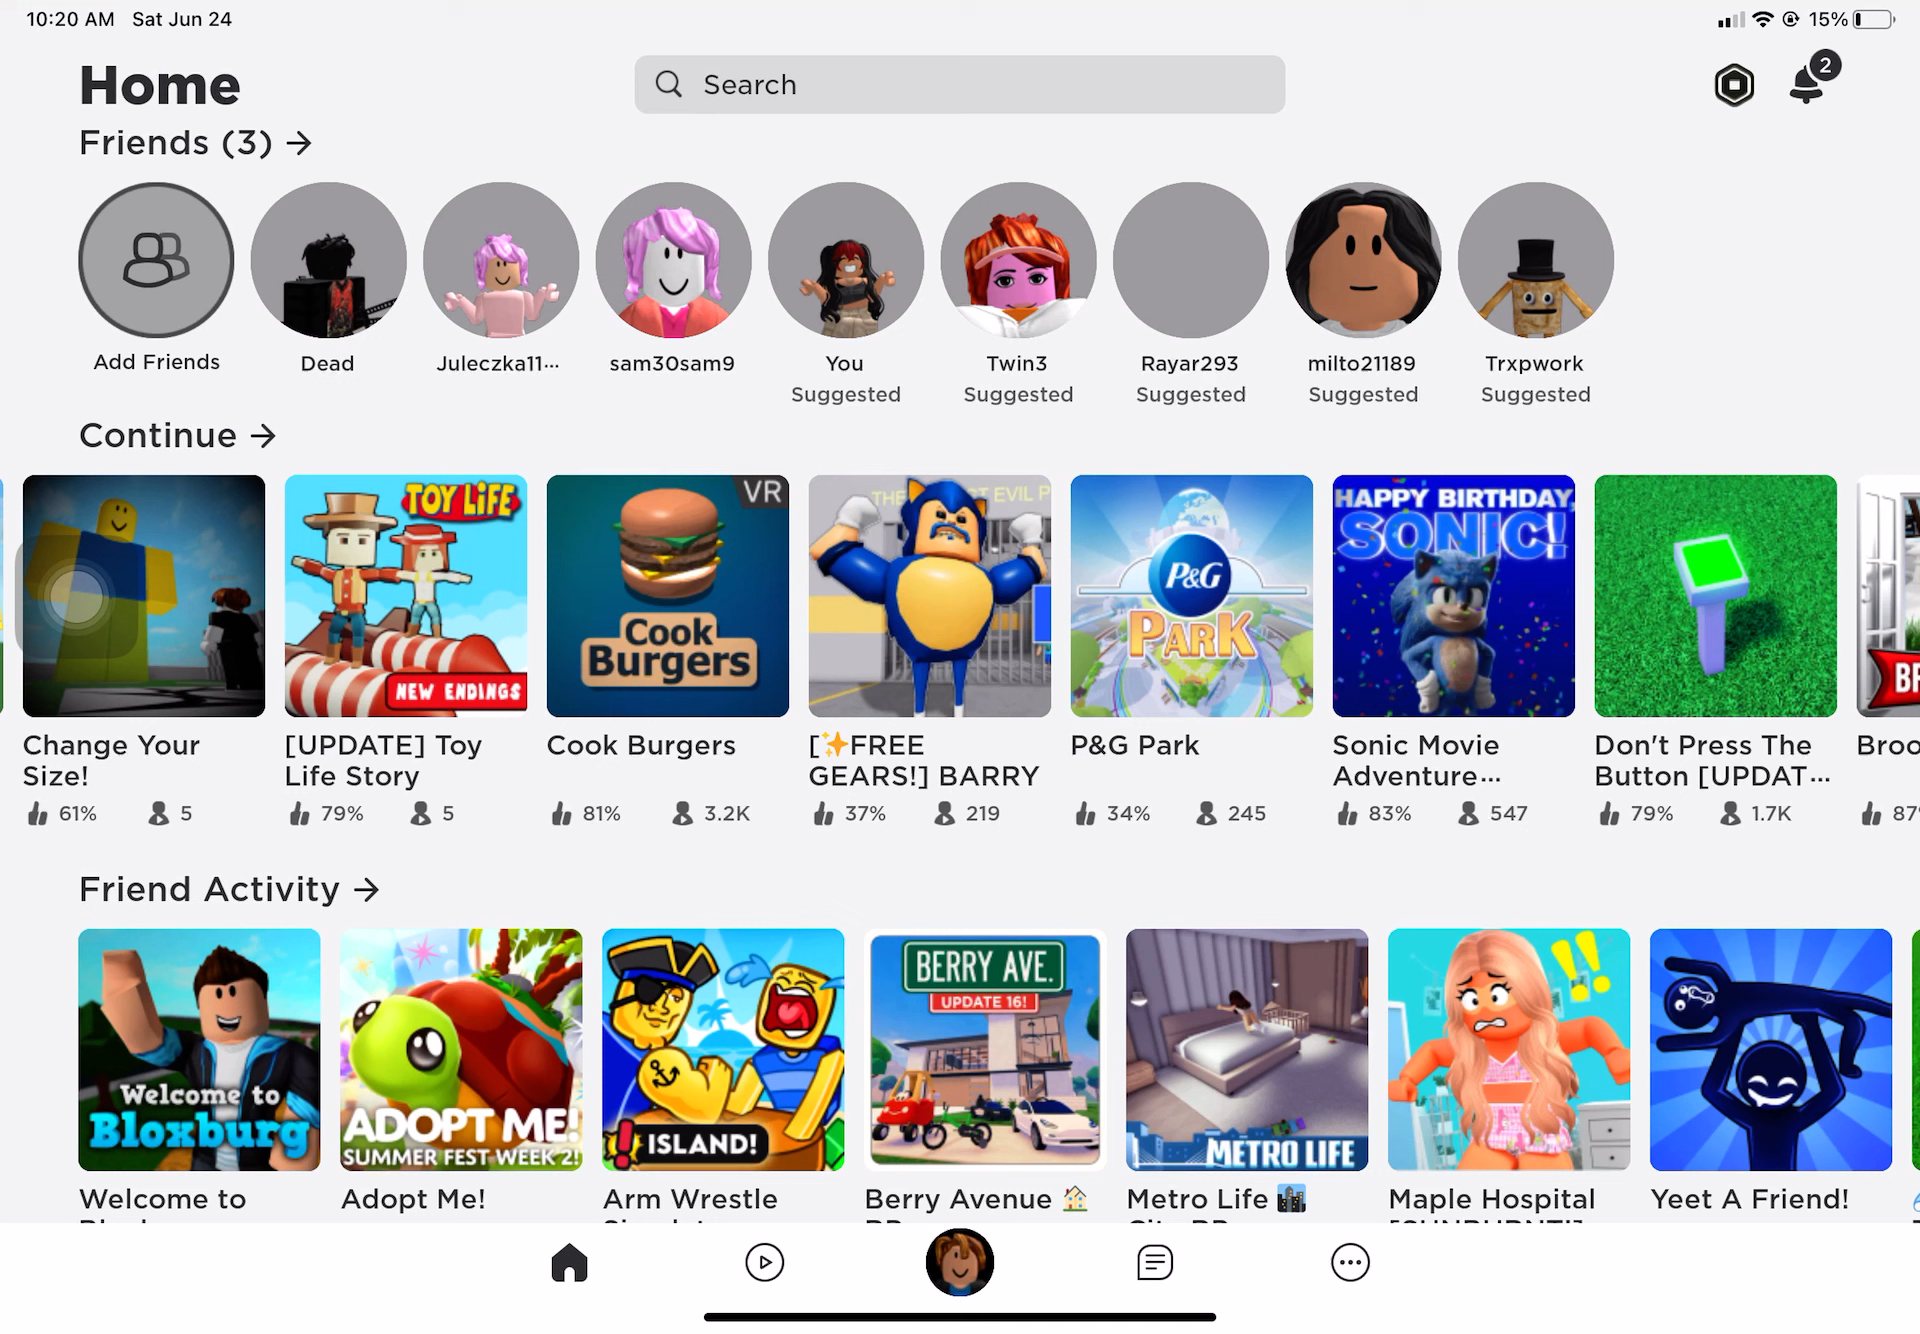 10:20 AM Sat Jun 24
15%
Home
Search
2
Friends (3) →
Add Friends
Dead
Juleczka11...
sam30sam9
You
Suggested
Twin3
Suggested
Rayar293
Suggested
milto21189
Suggested
Trxpwork
Suggested
Continue →
TOY LIFE
NEW ENDINGS
VR
Cook
Burgers
P&G
PARK
HAPPY BIRTHDAY,
SONIC!
Change Your
Size!
61% 5
[UPDATE] Toy
Life Story
79% 5
Cook Burgers
81% 3.2K
[✨FREE
GEARS!] BARRY
37% 219
P&G Park
34% 245
Sonic Movie
Adventure...
83% 547
Don't Press The
Button [UPDAT...
79% 1.7K
Friend Activity →
Welcome to
Bloxburg
ADOPT ME!
SUMMER FEST WEEK 2!
ISLAND!
BERRY AVE.
UPDATE 16!
METRO LIFE
!!
Welcome to
Adopt Me!
Arm Wrestle
Berry Avenue 🏠
Metro Life 🏙️
Maple Hospital
Yeet A Friend!